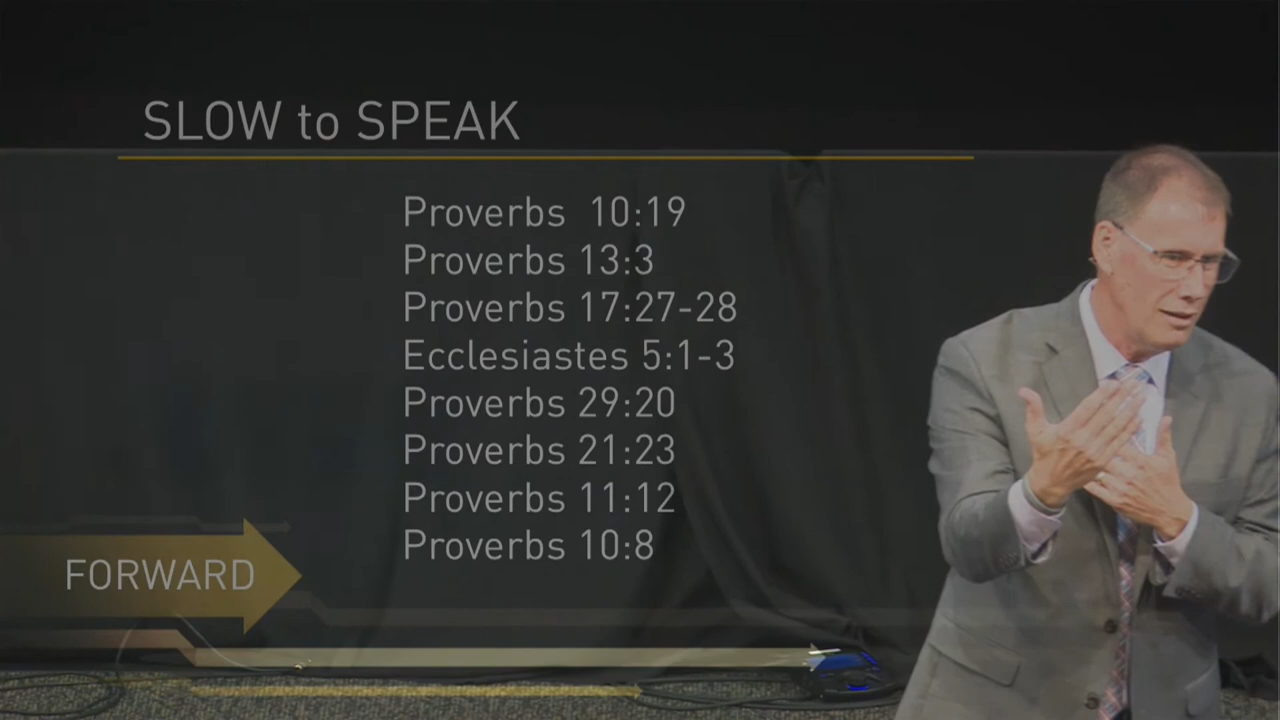 SLOW to SPEAK
Proverbs 10:19
Proverbs 13:3
Proverbs 17:27-28
Ecclesiastes 5:1-3
Proverbs 29:20
Proverbs 21:23
Proverbs 11:12
Proverbs 10:8
FORWARD